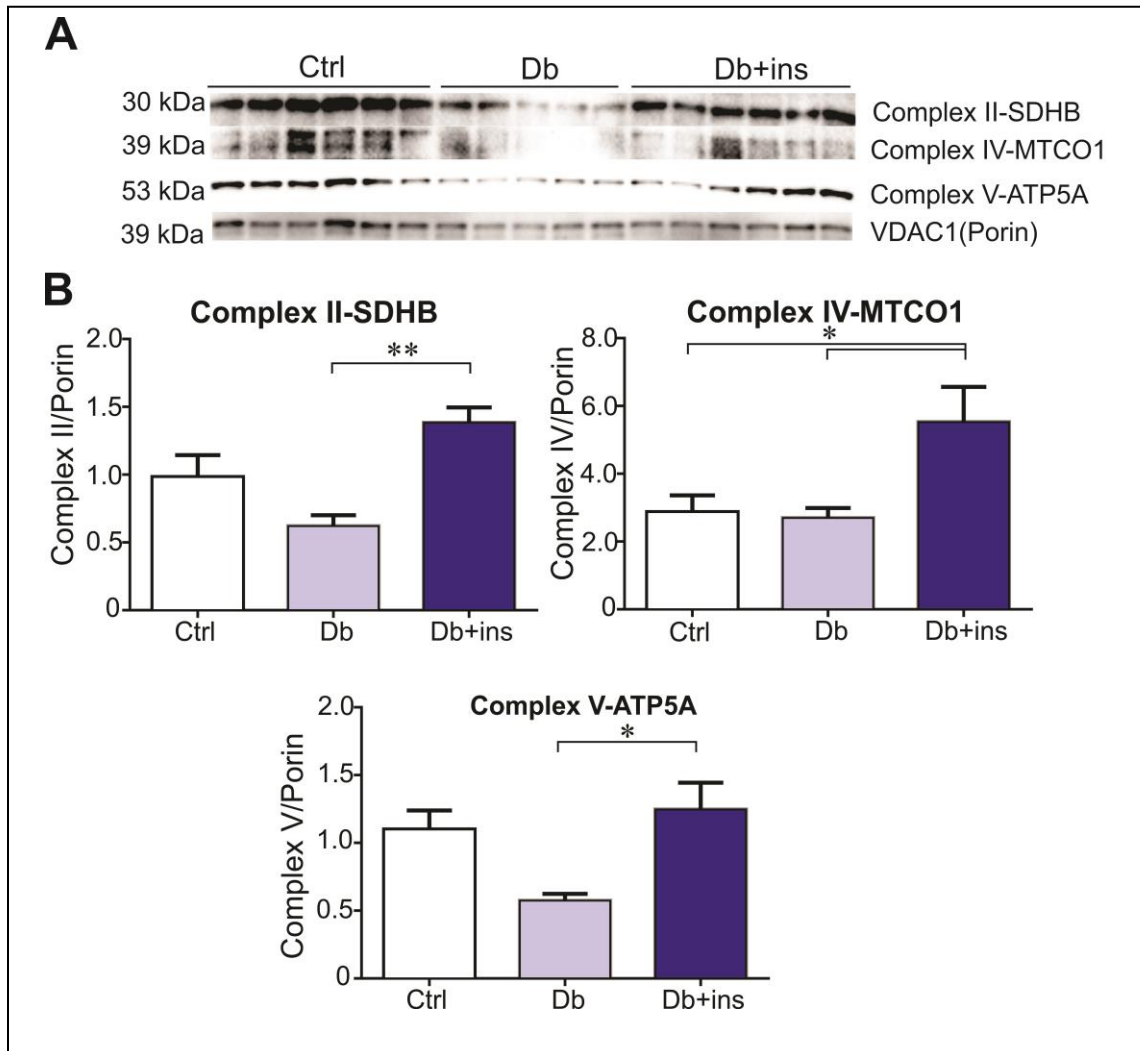 A
Ctrl Db Db+ins
30 kDa Complex II-SDHB
39 kDa Complex IV-MTCO1
53 kDa Complex V-ATP5A
39 kDa VDAC1(Porin)
B
Complex II-SDHB
Complex II/Porin
2.0
1.5
1.0
0.5
0
**
Ctrl Db Db+ins
Complex IV-MTCO1
Complex IV/Porin
8.0
6.0
4.0
2.0
0
*
Ctrl Db Db+ins
Complex V-ATP5A
Complex V/Porin
2.0
1.5
1.0
0.5
0
*
Ctrl Db Db+ins